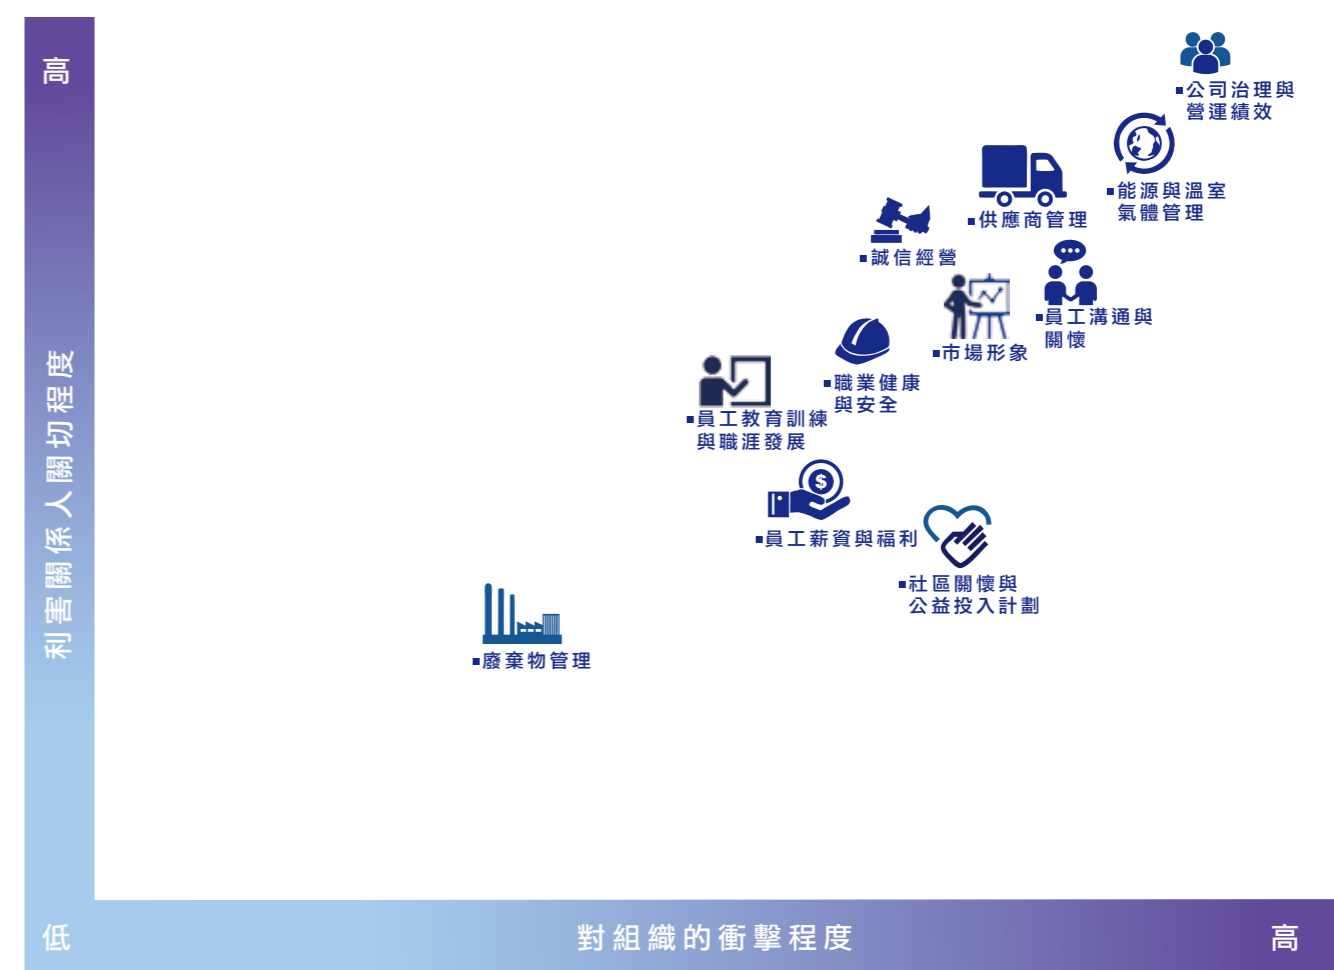 高
公司治理與
營運績效
能源與溫室
氣體管理
供應商管理
誠信經營
員工溝通與
關懷
市場形象
職業健康
與安全
員工教育訓練
與職涯發展
$
員工薪資與福利
社區關懷與
公益投入計劃
廢棄物管理
利害關係人關切程度
低
對組織的衝擊程度
高